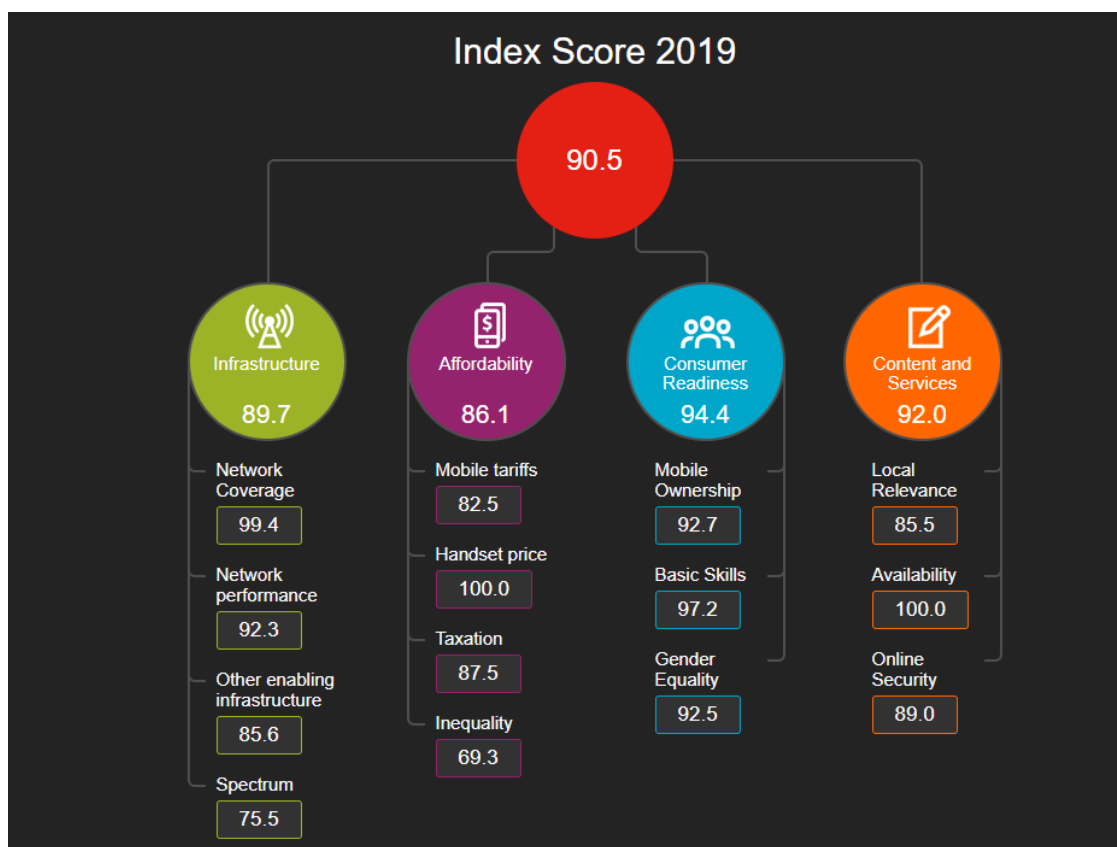 Index Score 2019
90.5
Infrastructure
89.7
Network
Coverage
99.4
Network
performance
92.3
Other enabling
infrastructure
85.6
Spectrum
75.5
$
Affordability
86.1
Mobile tariffs
82.5
Handset price
100.0
Taxation
87.5
Inequality
69.3
Consumer
Readiness
94.4
Mobile
Ownership
92.7
Basic Skills
97.2
Gender
Equality
92.5
Content and
Services
92.0
Local
Relevance
85.5
Availability
100.0
Online
Security
89.0